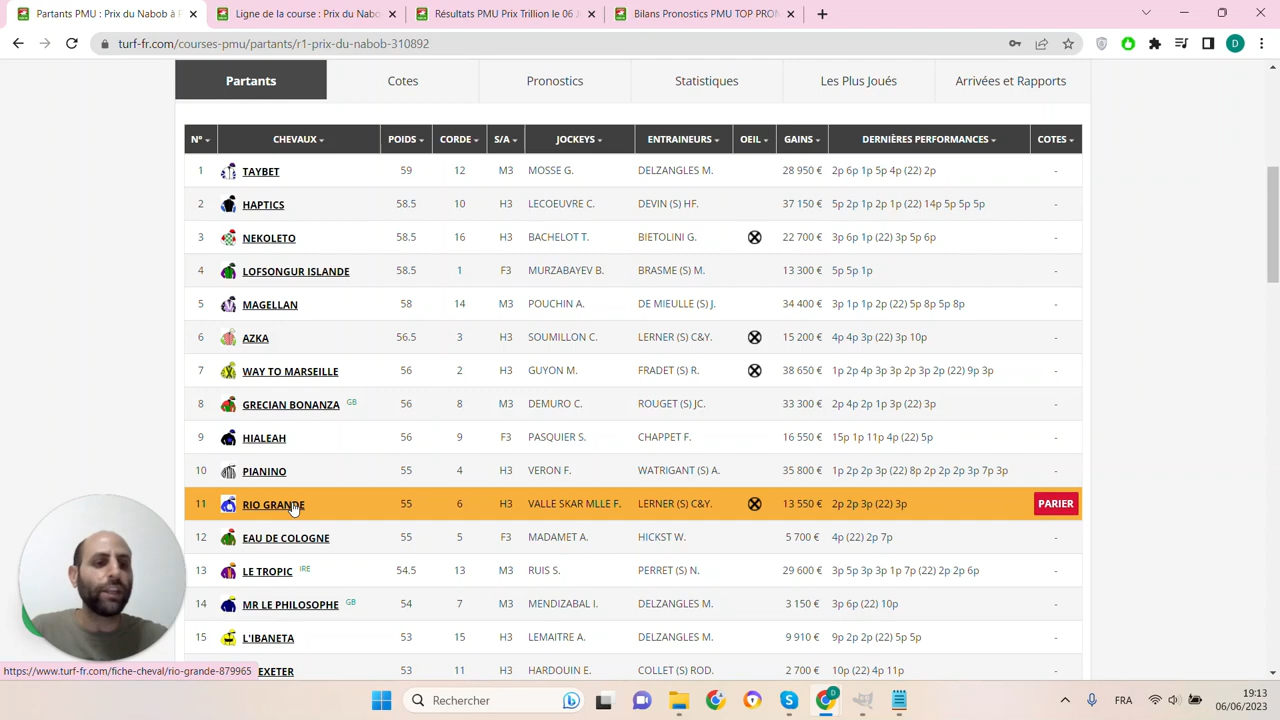 Partants PMU : Prix du Nabob à P
Ligne de la course : Prix du Nabo
Résultats PMU Prix Trillion le 06 J
Bilans Pronostics PMU TOP PRON
turf-fr.com/courses-pmu/partants/r1-prix-du-nabob-310892
D
Partants Cotes Pronostics Statistiques Les Plus Joués Arrivées et Rapports
N° CHEVAUX POIDS CORDE S/A JOCKEYS ENTRAINEURS OEIL GAINS DERNIÈRES PERFORMANCES COTES
1 TAYBET 59 12 M3 MOSSE G. DELZANGLES M. 28 950 € 2p 6p 1p 5p 4p (22) 2p -
2 HAPTICS 58.5 10 H3 LECOEUVRE C. DEVIN (S) HF. 37 150 € 5p 2p 1p 2p 1p (22) 14p 5p 5p 5p -
3 NEKOLETO 58.5 16 H3 BACHELOT T. BIETOLINI G. 22 700 € 3p 6p 1p (22) 3p 5p 6p -
4 LOFSONGUR ISLANDE 58.5 1 F3 MURZABAYEV B. BRASME (S) M. 13 300 € 5p 5p 1p -
5 MAGELLAN 58 14 M3 POUCHIN A. DE MIEULLE (S) J. 34 400 € 3p 1p 1p 2p (22) 5p 8p 5p 8p -
6 AZKA 56.5 3 H3 SOUMILLON C. LERNER (S) C&Y. 15 200 € 4p 4p 3p (22) 3p 10p -
7 WAY TO MARSEILLE 56 2 H3 GUYON M. FRADET (S) R. 38 650 € 1p 2p 4p 3p 3p 2p 3p 2p (22) 9p 3p -
8 GRECIAN BONANZA GB 56 8 M3 DEMURO C. ROUGET (S) JC. 33 300 € 2p 4p 2p 1p 3p (22) 3p -
9 HIALEAH 56 9 F3 PASQUIER S. CHAPPET F. 16 550 € 15p 1p 11p 4p (22) 5p -
10 PIANINO 55 4 H3 VERON F. WATRIGANT (S) A. 35 800 € 1p 2p 2p 3p (22) 8p 2p 2p 2p 3p 7p 3p -
11 RIO GRANDE 55 6 H3 VALLE SKAR MLLE F. LERNER (S) C&Y. 13 550 € 2p 2p 3p (22) 3p PARIER
12 EAU DE COLOGNE 55 5 F3 MADAMET A. HICKST W. 5 700 € 4p (22) 2p 7p -
13 LE TROPIC IRE 54.5 13 M3 RUIS S. PERRET (S) N. 29 600 € 3p 5p 3p 3p 1p 7p (22) 2p 2p 6p -
14 MR LE PHILOSOPHE GB 54 7 M3 MENDIZABAL I. DELZANGLES M. 3 150 € 3p 6p (22) 10p -
15 L'IBANETA 53 15 H3 LEMAITRE A. DELZANGLES M. 9 910 € 9p 2p 2p (22) 5p 5p -
EXETER 53 11 H3 HARDOUIN E. COLLET (S) ROD. 2 700 € 10p (22) 4p 11p -
https://www.turf-fr.com/fiche-cheval/rio-grande-879965
Rechercher
FRA
19:13
06/06/2023